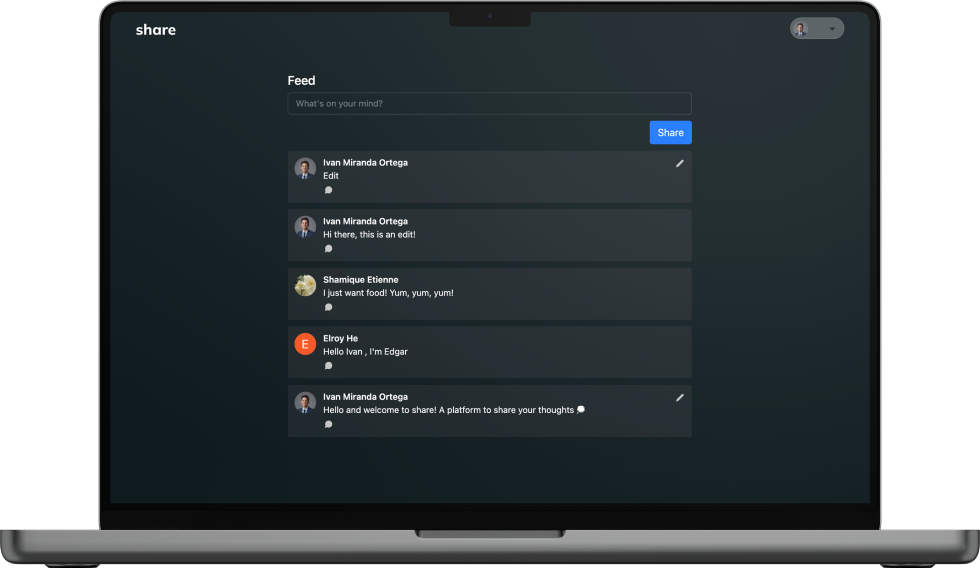 share
Feed
What's on your mind?
Share
Ivan Miranda Ortega
Edit
Ivan Miranda Ortega
Hi there, this is an edit!
Shamique Etienne
I just want food! Yum, yum, yum!
E
Elroy He
Hello Ivan , I'm Edgar
Ivan Miranda Ortega
Hello and welcome to share! A platform to share your thoughts 💭